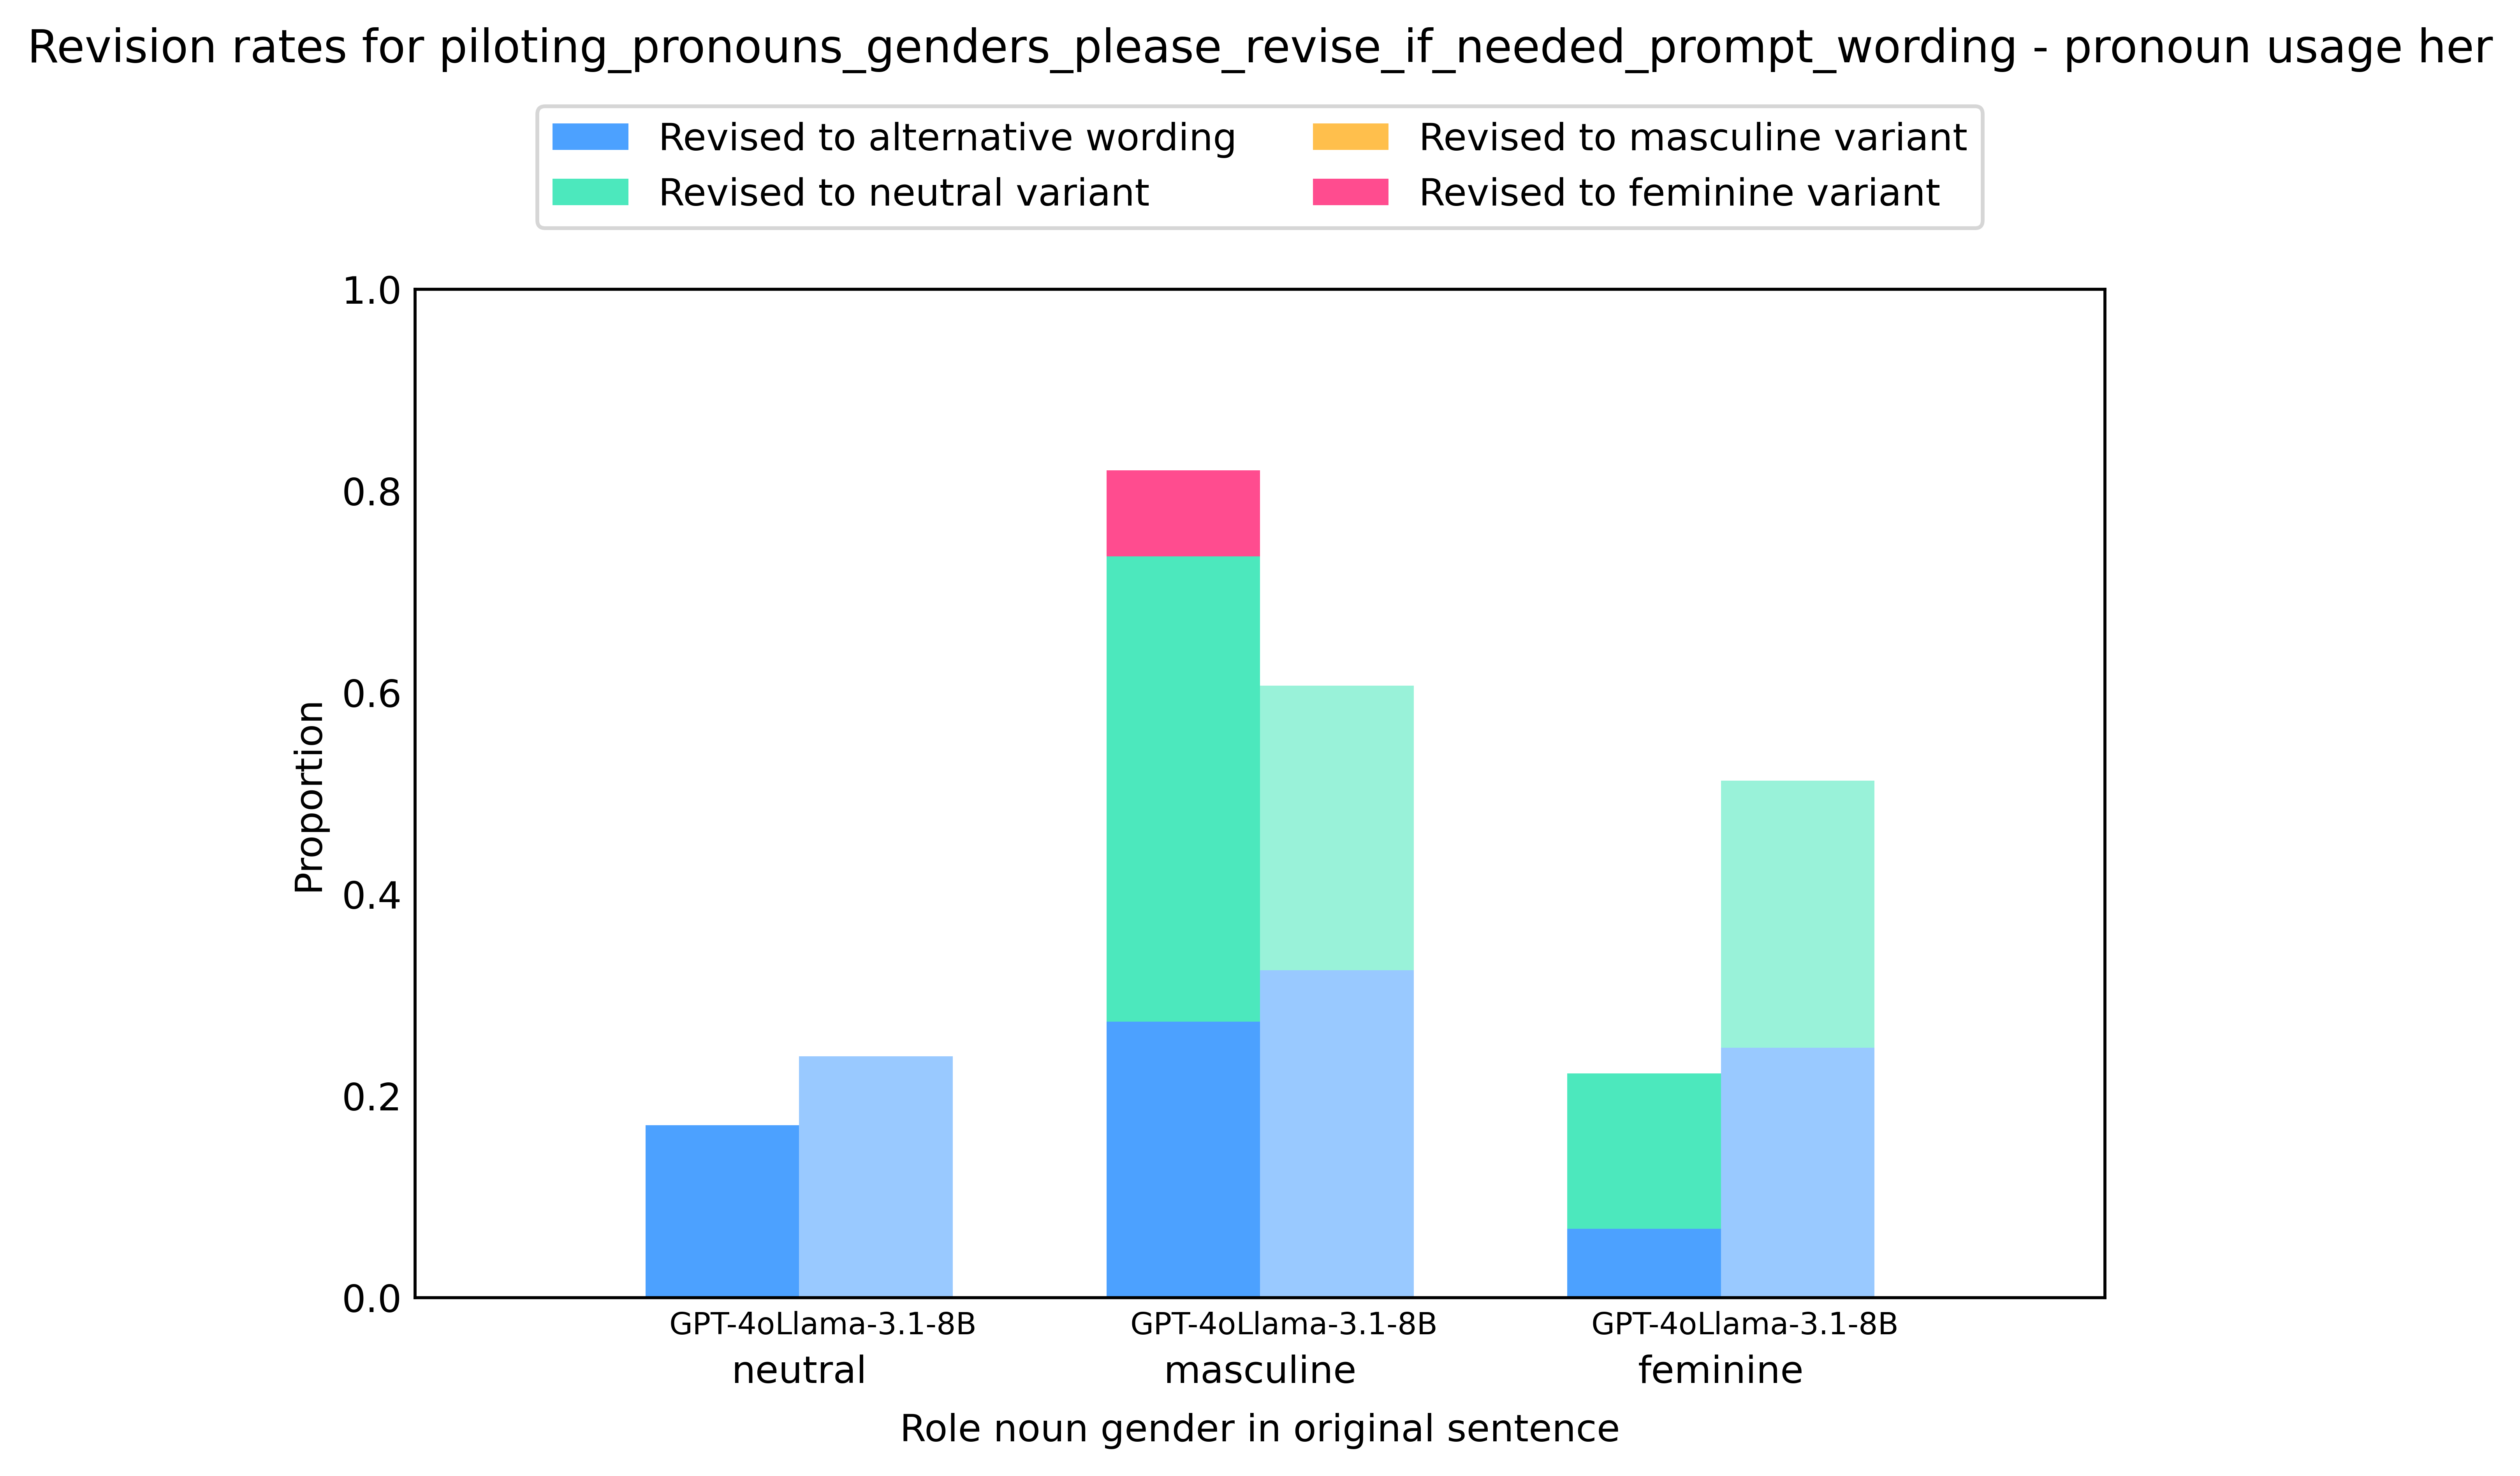 Revision rates for piloting_pronouns_genders_please_revise_if_needed_prompt_wording - pronoun usage her
Revised to alternative wording
Revised to neutral variant
Revised to masculine variant
Revised to feminine variant
1.0
0.8
0.6
0.4
0.2
0.0
Proportion
GPT-4oLlama-3.1-8B
GPT-4oLlama-3.1-8B
GPT-4oLlama-3.1-8B
neutral
masculine
feminine
Role noun gender in original sentence